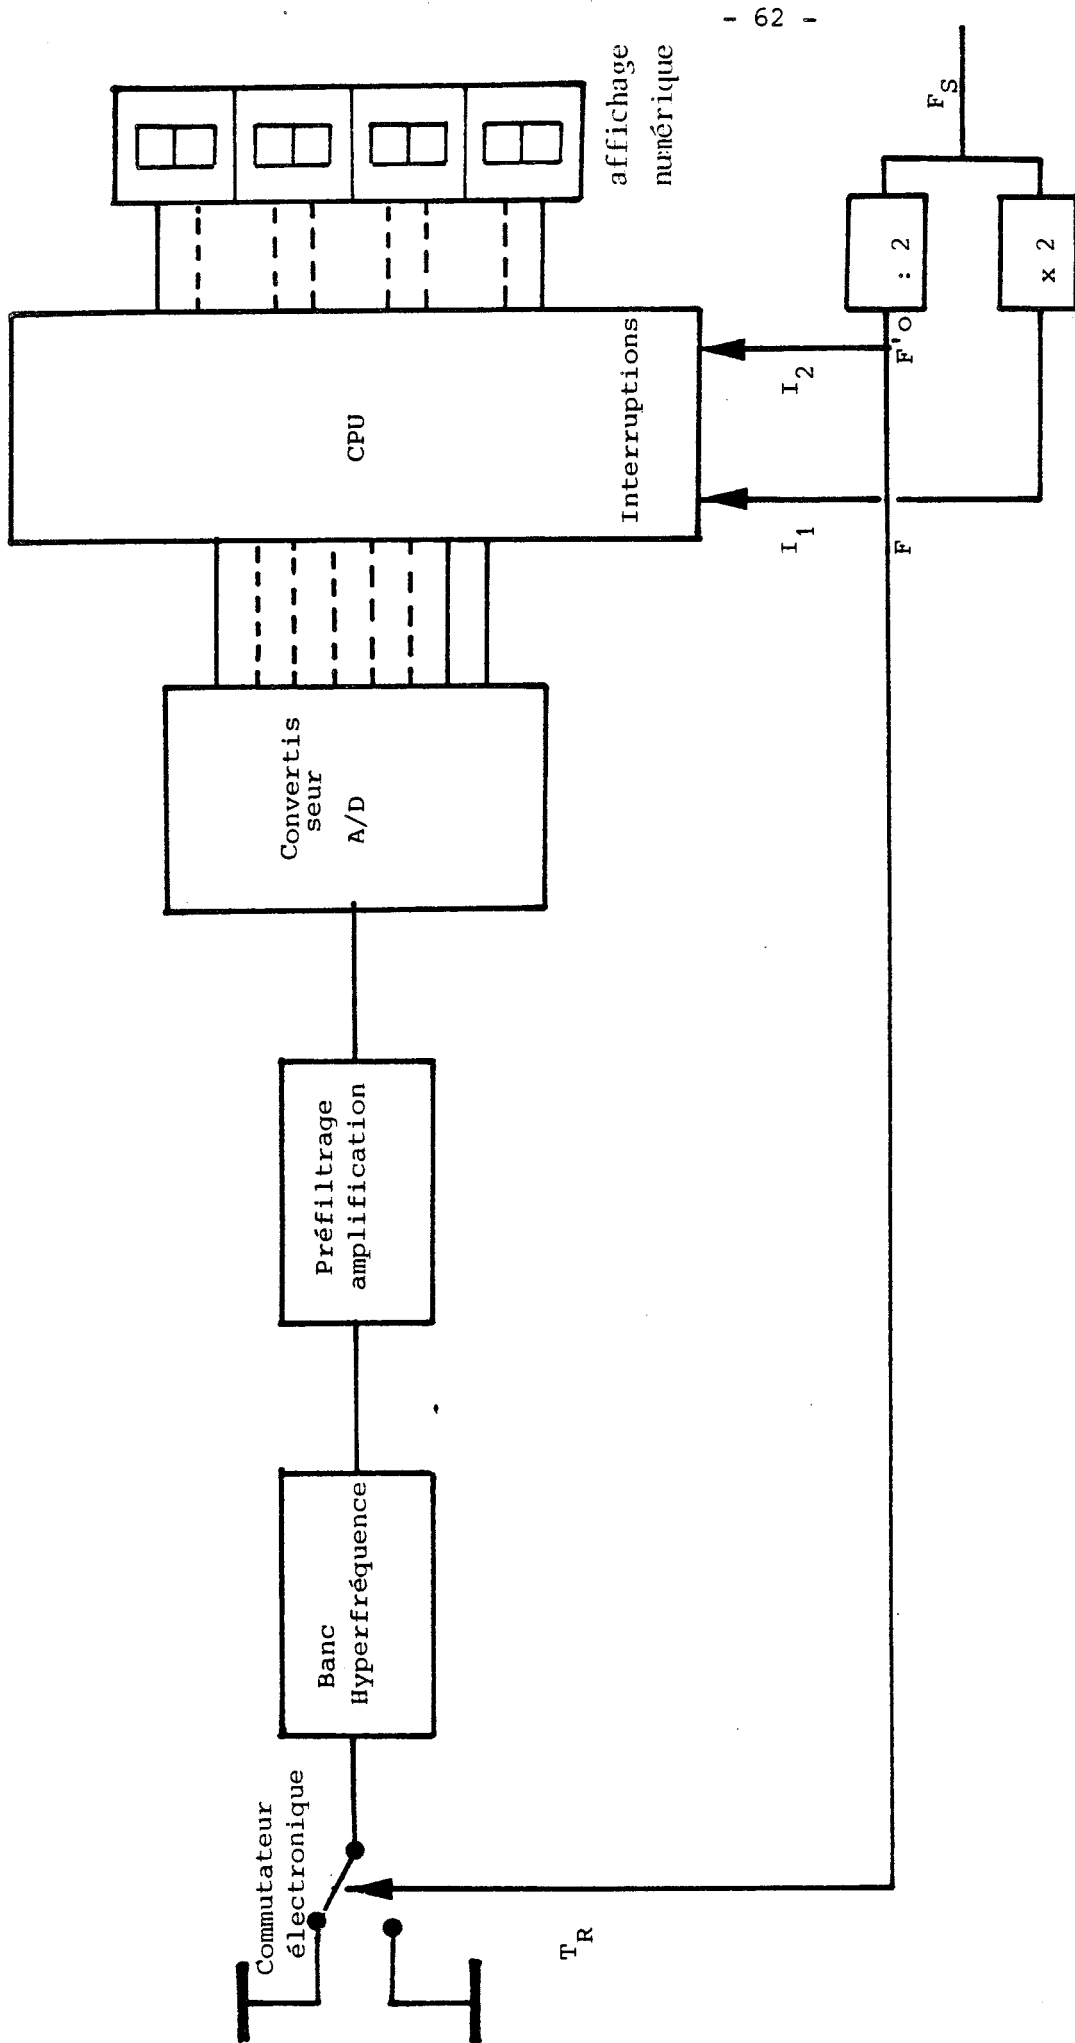 - 62 -
Commutateur
électronique
T_R
Banc
Hyperfréquence
Préfiltrage
amplification
Convertis
seur
A/D
CPU
Interruptions
affichage
numérique
I_1
I_2
F
F'_O
: 2
x 2
F_S